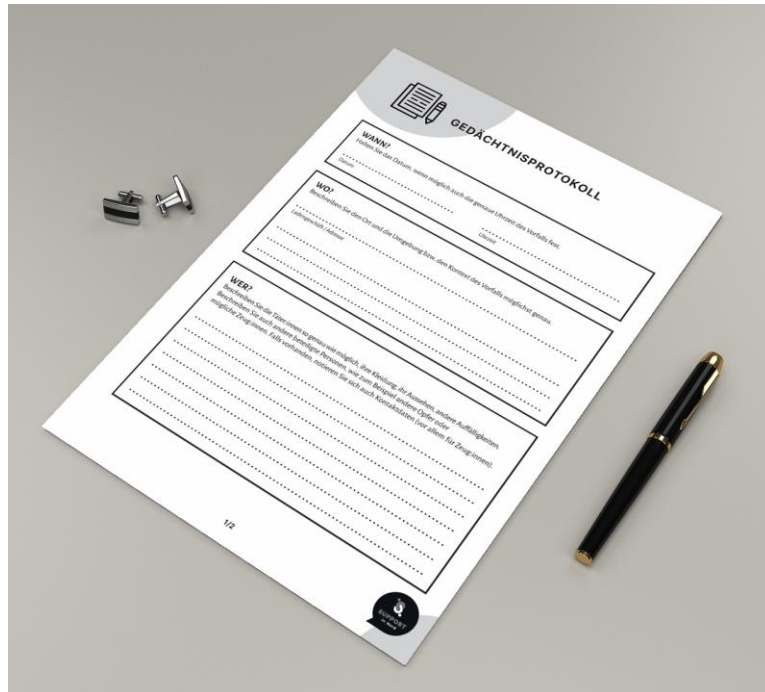 GEDÄCHTNISPROTOKOLL
WANN?
Halten Sie das Datum, wenn möglich auch die genaue Uhrzeit des Vorfalls fest.
Datum
Uhrzeit
WO?
Beschreiben Sie den Ort und die Umgebung bzw. den Kontext des Vorfalls möglichst genau.
Ladengeschäft / Adresse
WER?
Beschreiben Sie die Täter:innen so genau wie möglich, ihre Kleidung, ihr Aussehen, andere Auffälligkeiten.
Beschreiben Sie auch andere beteiligte Personen, wie zum Beispiel andere Opfer oder
mögliche Zeug:innen. Falls vorhanden, notieren Sie sich auch Kontaktdaten (vor allem für Zeug:innen).
1/2
SUPPORT